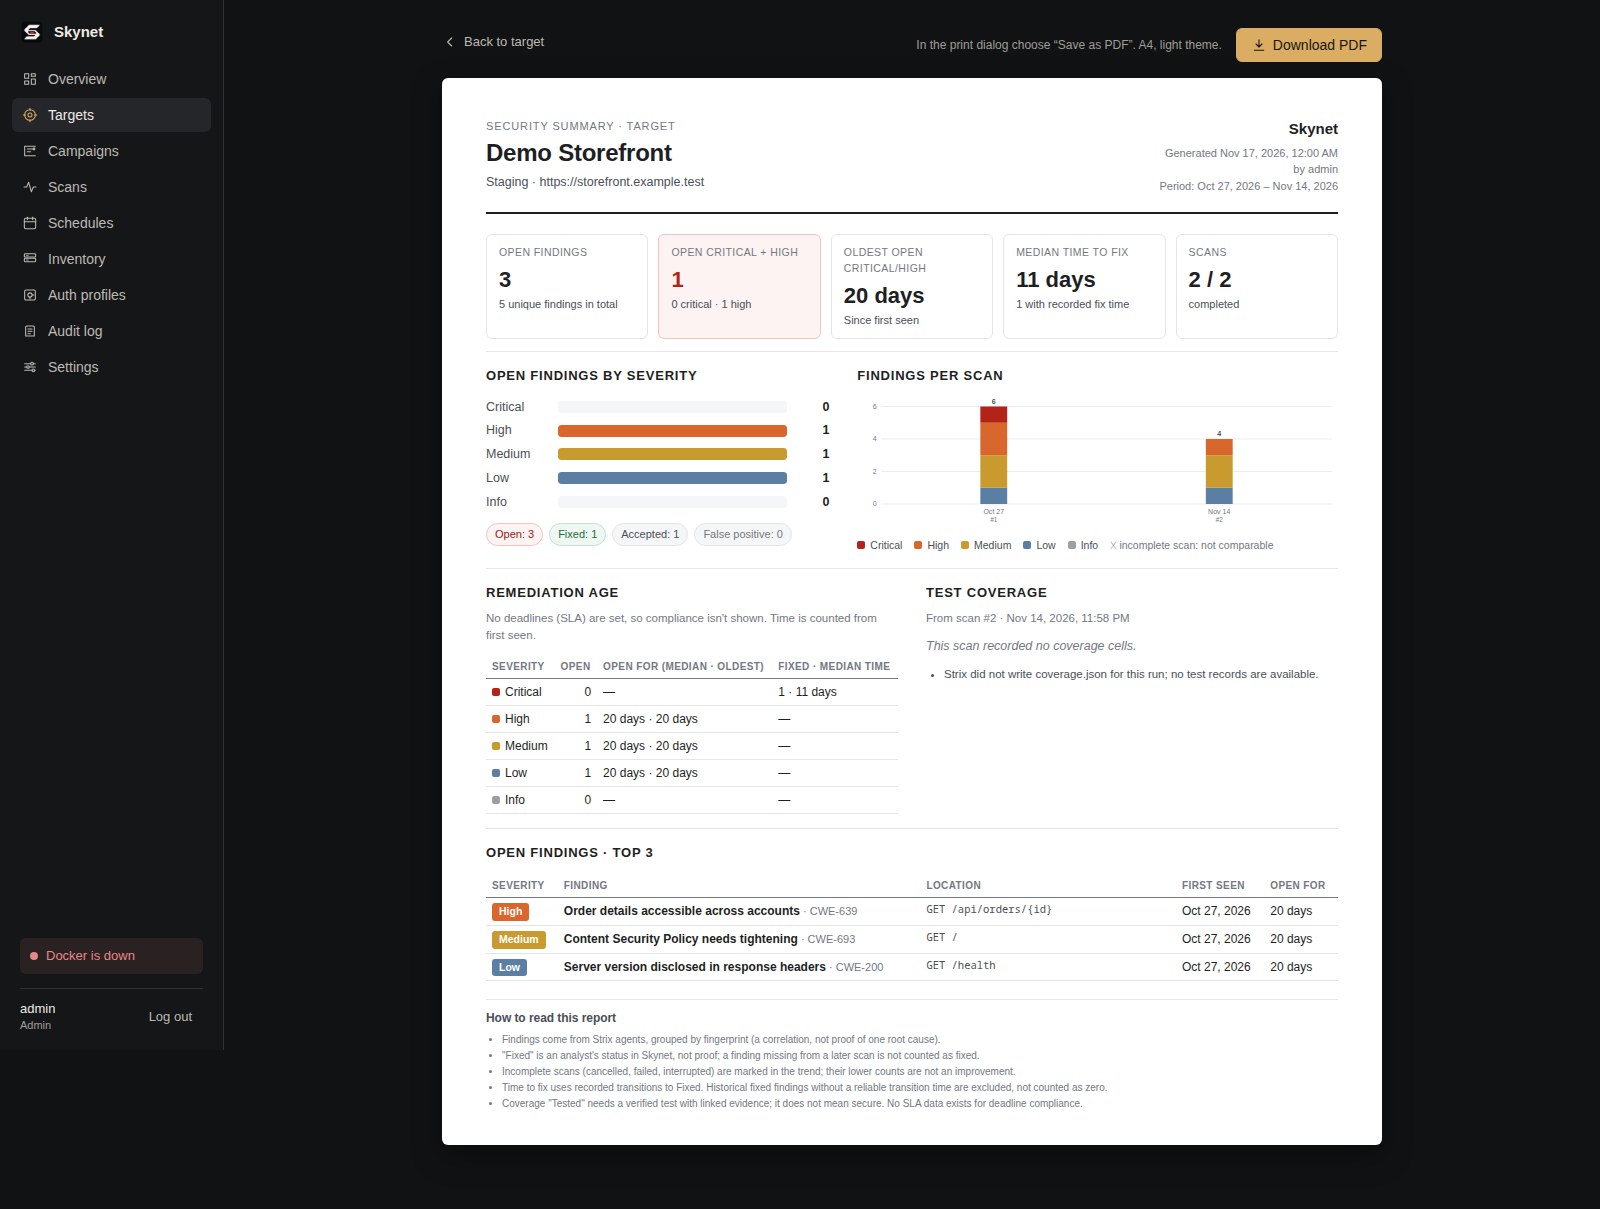 Skynet
Overview
Targets
Campaigns
Scans
Schedules
Inventory
Auth profiles
Audit log
Settings
Docker is down
admin
Admin
Log out
Back to target
In the print dialog choose “Save as PDF”. A4, light theme.
Download PDF
SECURITY SUMMARY · TARGET
Demo Storefront
Staging · https://storefront.example.test
Skynet
Generated Nov 17, 2026, 12:00 AM
by admin
Period: Oct 27, 2026 – Nov 14, 2026
OPEN FINDINGS
3
5 unique findings in total
OPEN CRITICAL + HIGH
1
0 critical · 1 high
OLDEST OPEN
CRITICAL/HIGH
20 days
Since first seen
MEDIAN TIME TO FIX
11 days
1 with recorded fix time
SCANS
2 / 2
completed
OPEN FINDINGS BY SEVERITY
Critical 0
High 1
Medium 1
Low 1
Info 0
Open: 3 Fixed: 1 Accepted: 1 False positive: 0
FINDINGS PER SCAN
6
4
2
0
6
4
Oct 27
#1
Nov 14
#2
Critical High Medium Low Info X incomplete scan: not comparable
REMEDIATION AGE
No deadlines (SLA) are set, so compliance isn't shown. Time is counted from
first seen.
SEVERITY OPEN OPEN FOR (MEDIAN · OLDEST) FIXED · MEDIAN TIME
Critical 0 — 1 · 11 days
High 1 20 days · 20 days —
Medium 1 20 days · 20 days —
Low 1 20 days · 20 days —
Info 0 — —
TEST COVERAGE
From scan #2 · Nov 14, 2026, 11:58 PM
This scan recorded no coverage cells.
• Strix did not write coverage.json for this run; no test records are available.
OPEN FINDINGS · TOP 3
SEVERITY FINDING LOCATION FIRST SEEN OPEN FOR
High Order details accessible across accounts · CWE-639 GET /api/orders/{id} Oct 27, 2026 20 days
Medium Content Security Policy needs tightening · CWE-693 GET / Oct 27, 2026 20 days
Low Server version disclosed in response headers · CWE-200 GET /health Oct 27, 2026 20 days
How to read this report
• Findings come from Strix agents, grouped by fingerprint (a correlation, not proof of one root cause).
• "Fixed" is an analyst's status in Skynet, not proof; a finding missing from a later scan is not counted as fixed.
• Incomplete scans (cancelled, failed, interrupted) are marked in the trend; their lower counts are not an improvement.
• Time to fix uses recorded transitions to Fixed. Historical fixed findings without a reliable transition time are excluded, not counted as zero.
• Coverage "Tested" needs a verified test with linked evidence; it does not mean secure. No SLA data exists for deadline compliance.